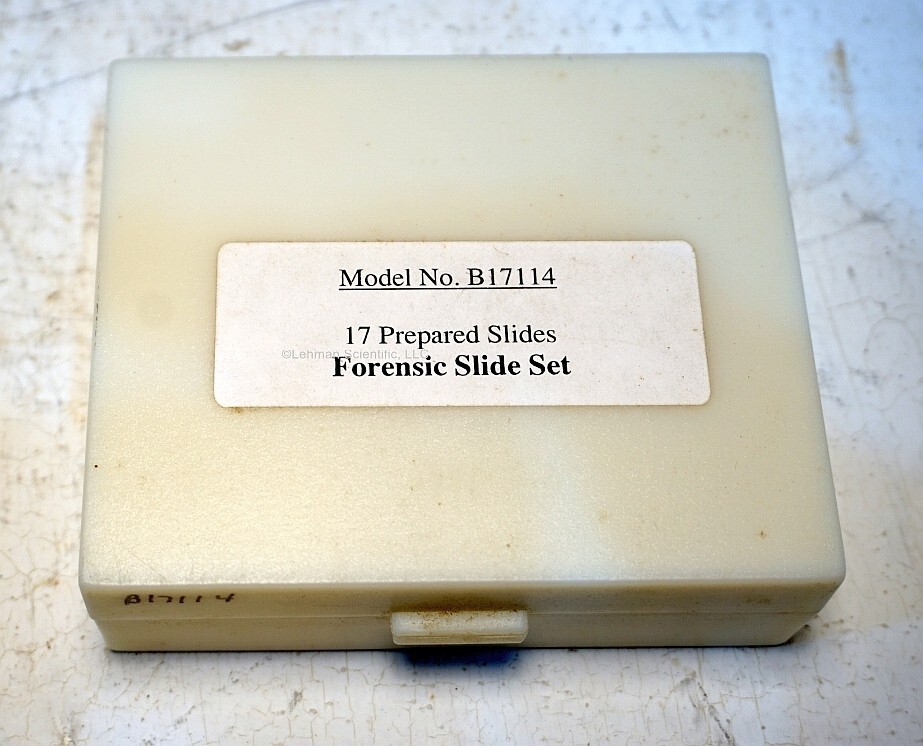 Model No. B17114
17 Prepared Slides
©Lehman Scientific, LLC
Forensic Slide Set
B17114